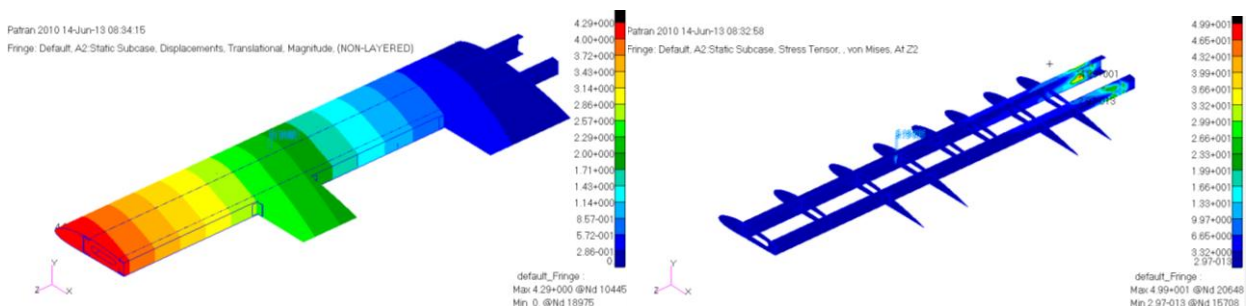 Patran 2010 14-Jun-13 08:34:15
Fringe: Default, A2:Static Subcase, Displacements, Translational, Magnitude, (NON-LAYERED)
4.29+000
4.00+000
3.72+000
3.43+000
3.14+000
2.86+000
2.57+000
2.29+000
2.00+000
1.71+000
1.43+000
1.14+000
8.57-001
5.72-001
2.86-001
0
default_Fringe :
Max 4.29+000 @Nd 10445
Min 0. @Nd 18975
Y
Z
X
Patran 2010 14-Jun-13 08:32:58
Fringe: Default, A2:Static Subcase, Stress Tensor, , von Mises, At Z2
4.99+001
4.65+001
4.32+001
3.99+001
3.66+001
3.32+001
2.99+001
2.66+001
2.33+001
1.99+001
1.66+001
1.33+001
9.97+000
6.65+000
3.32+000
2.97-013
default_Fringe :
Max 4.99+001 @Nd 20648
Min 2.97-013 @Nd 15708
Y
Z
X